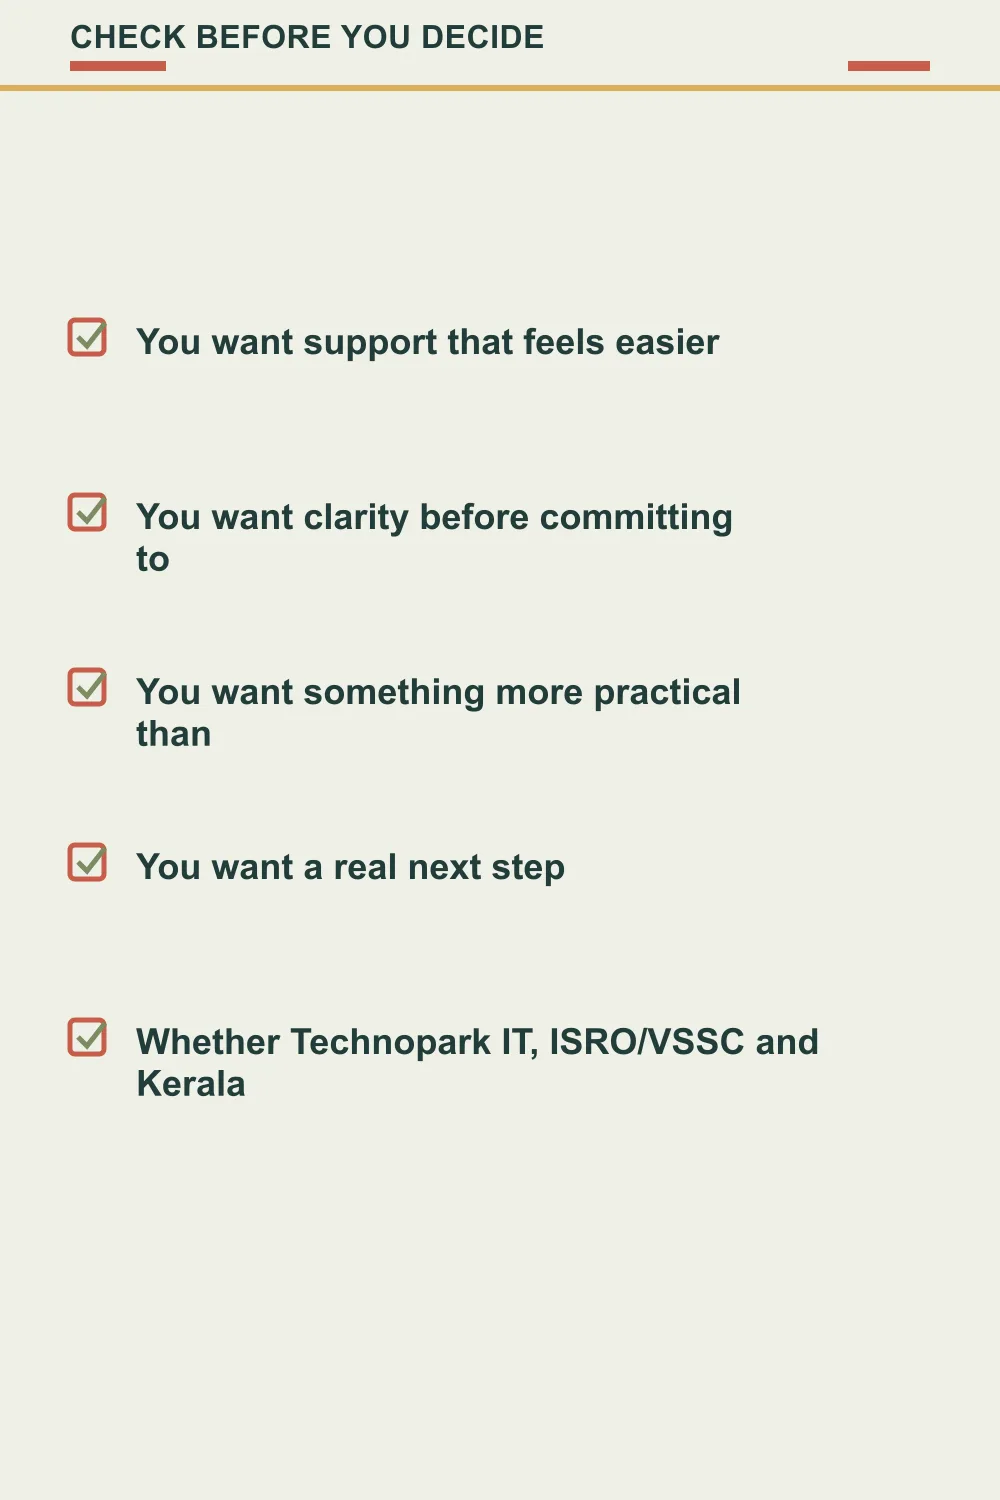 CHECK BEFORE YOU DECIDE
You want support that feels easier
You want clarity before committing
to
You want something more practical
than
You want a real next step
Whether Technopark IT, ISRO/VSSC and
Kerala